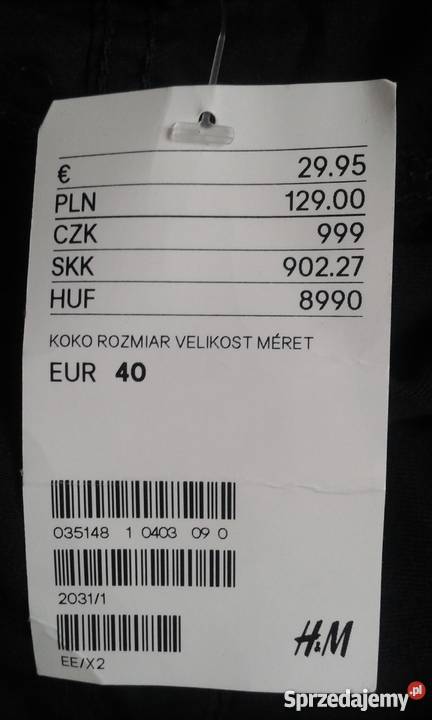 € 29.95
PLN 129.00
CZK 999
SKK 902.27
HUF 8990
KOKO ROZMIAR VELIKOST MÉRET
EUR 40
035148 1 0403 09 0
2031/1
EE/X2
H&M
Sprzedajemy.pl